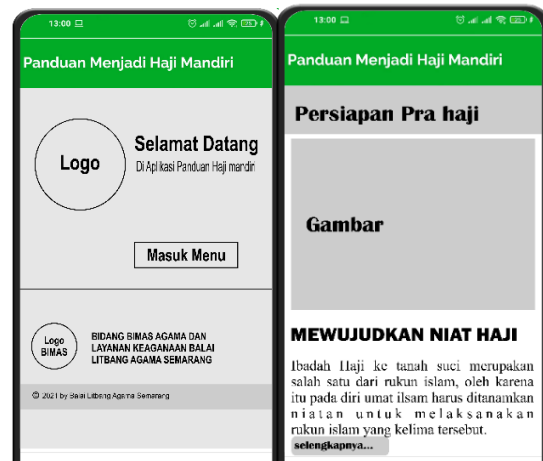 13:00
Panduan Menjadi Haji Mandiri
Logo
Selamat Datang
Di Aplikasi Panduan Haji mandiri
Masuk Menu
Logo
BIMAS
BIDANG BIMAS AGAMA DAN
LAYANAN KEAGANAAN BALAI
LITBANG AGAMA SEMARANG
© 2021 by Balai Litbang Agama Semarang
13:00
Panduan Menjadi Haji Mandiri
Persiapan Pra haji
Gambar
MEWUJUDKAN NIAT HAJI
Ibadah Haji ke tanah suci merupakan
salah satu dari rukun islam, oleh karena
itu pada diri umat ilsam harus ditanamkan
niatan untuk melaksanakan
rukun islam yang kelima tersebut.
selengkapnya...